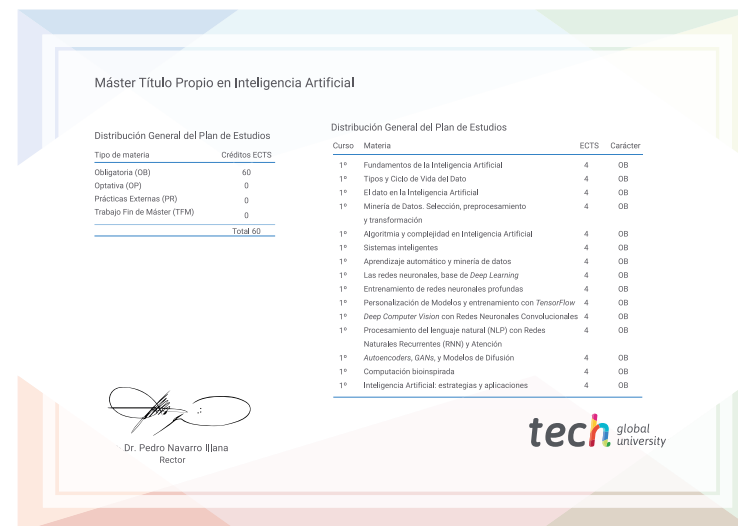 Máster Título Propio en Inteligencia Artificial
Distribución General del Plan de Estudios
Tipo de materia Créditos ECTS
Obligatoria (OB) 60
Optativa (OP) 0
Prácticas Externas (PR) 0
Trabajo Fin de Máster (TFM) 0
Total 60
Distribución General del Plan de Estudios
Curso Materia ECTS Carácter
1º Fundamentos de la Inteligencia Artificial 4 OB
1º Tipos y Ciclo de Vida del Dato 4 OB
1º El dato en la Inteligencia Artificial 4 OB
1º Minería de Datos. Selección, preprocesamiento 4 OB
y transformación
1º Algoritmia y complejidad en Inteligencia Artificial 4 OB
1º Sistemas inteligentes 4 OB
1º Aprendizaje automático y minería de datos 4 OB
1º Las redes neuronales, base de Deep Learning 4 OB
1º Entrenamiento de redes neuronales profundas 4 OB
1º Personalización de Modelos y entrenamiento con TensorFlow 4 OB
1º Deep Computer Vision con Redes Neuronales Convolucionales 4 OB
1º Procesamiento del lenguaje natural (NLP) con Redes 4 OB
Naturales Recurrentes (RNN) y Atención
1º Autoencoders, GANs, y Modelos de Difusión 4 OB
1º Computación bioinspirada 4 OB
1º Inteligencia Artificial: estrategias y aplicaciones 4 OB
Dr. Pedro Navarro Illana
Rector
tech global
university